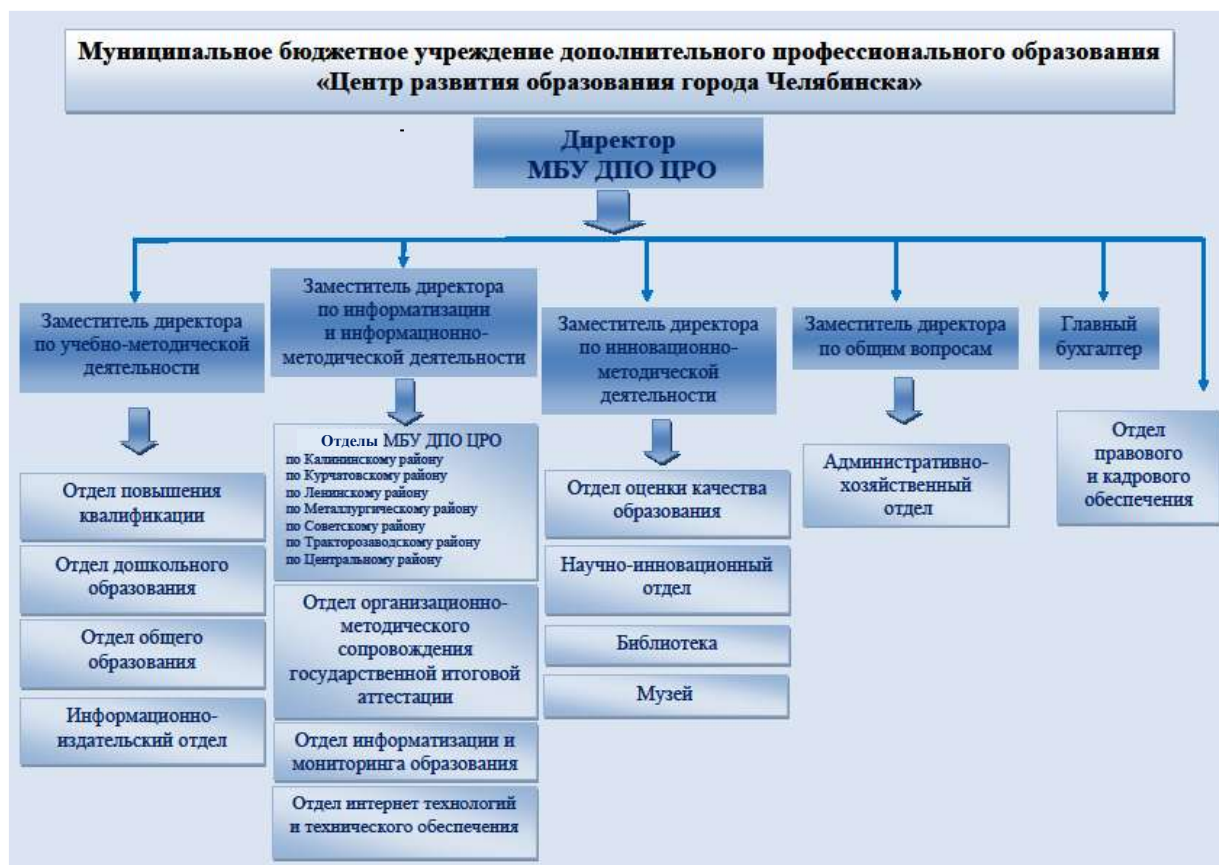 Муниципальное бюджетное учреждение дополнительного профессионального образования
«Центр развития образования города Челябинска»
Директор
МБУ ДПО ЦРО
Заместитель директора
по учебно-методической
деятельности
Отдел повышения
квалификации
Отдел дошкольного
образования
Отдел общего
образования
Информационно-
издательский отдел
Заместитель директора
по информатизации
и информационно-
методической деятельности
Отделы МБУ ДПО ЦРО
по Калининскому району
по Курчатовскому району
по Ленинскому району
по Металлургическому району
по Советскому району
по Тракторозаводскому району
по Центральному району
Отдел организационно-
методического
сопровождения
государственной итоговой
аттестации
Отдел информатизации и
мониторинга образования
Отдел интернет технологий
и технического обеспечения
Заместитель директора
по инновационно-
методической
деятельности
Отдел оценки качества
образования
Научно-инновационный
отдел
Библиотека
Музей
Заместитель директора
по общим вопросам
Административно-
хозяйственный
отдел
Главный
бухгалтер
Отдел
правового
и кадрового
обеспечения